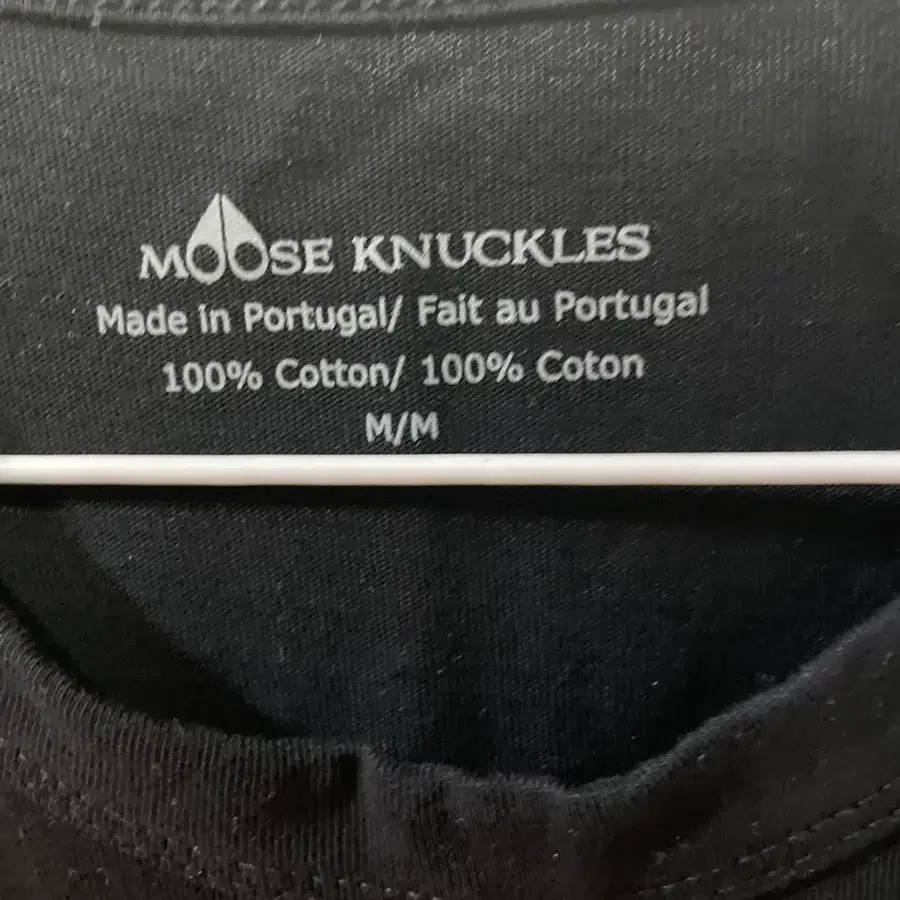 MOOSE KNUCKLES
Made in Portugal/ Fait au Portugal
100% Cotton/ 100% Coton
M/M